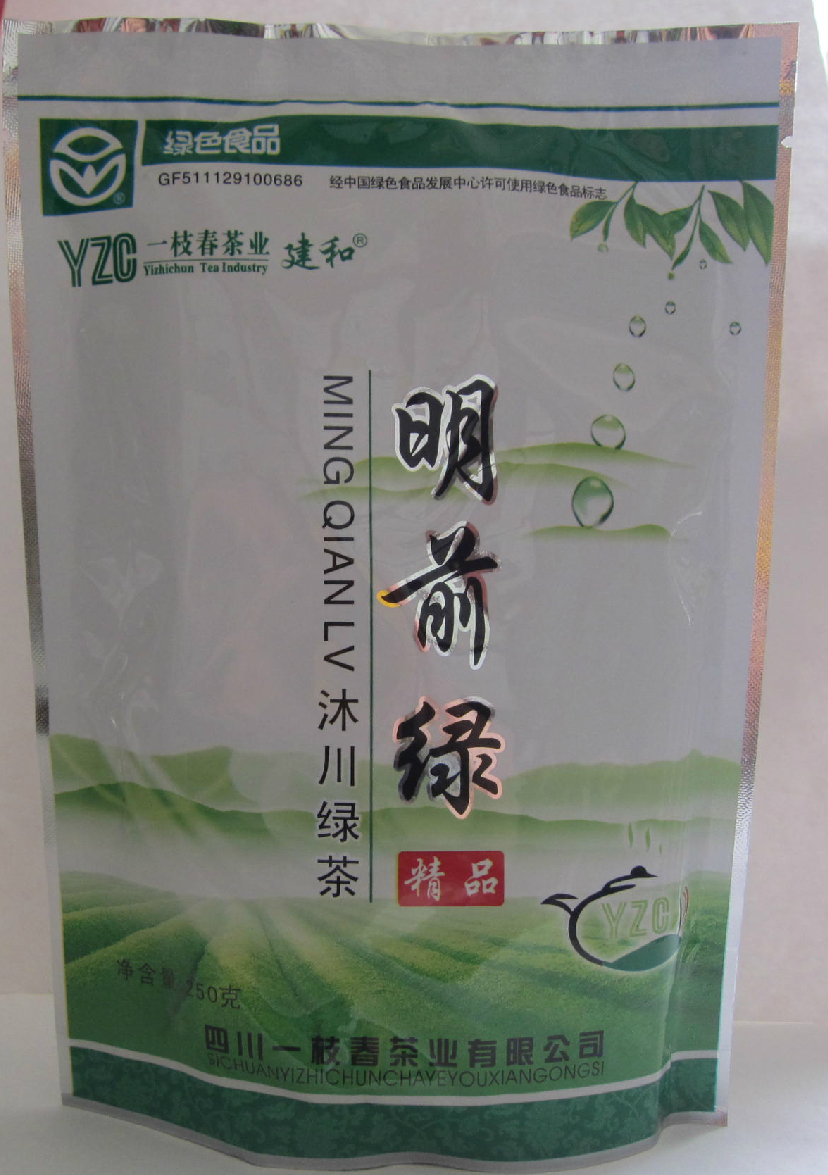 绿色食品
GF511129100686 经中国绿色食品发展中心许可使用绿色食品标志
®
YZC 一枝春茶业 建和®
Yizhichun Tea Industry
明前绿
MING QIAN LV 沐川绿茶
精品
YZC
净含量:250克
四川一枝春茶业有限公司
SICHUANYIZHICHUNCHAYEYOUXIANGONGSI